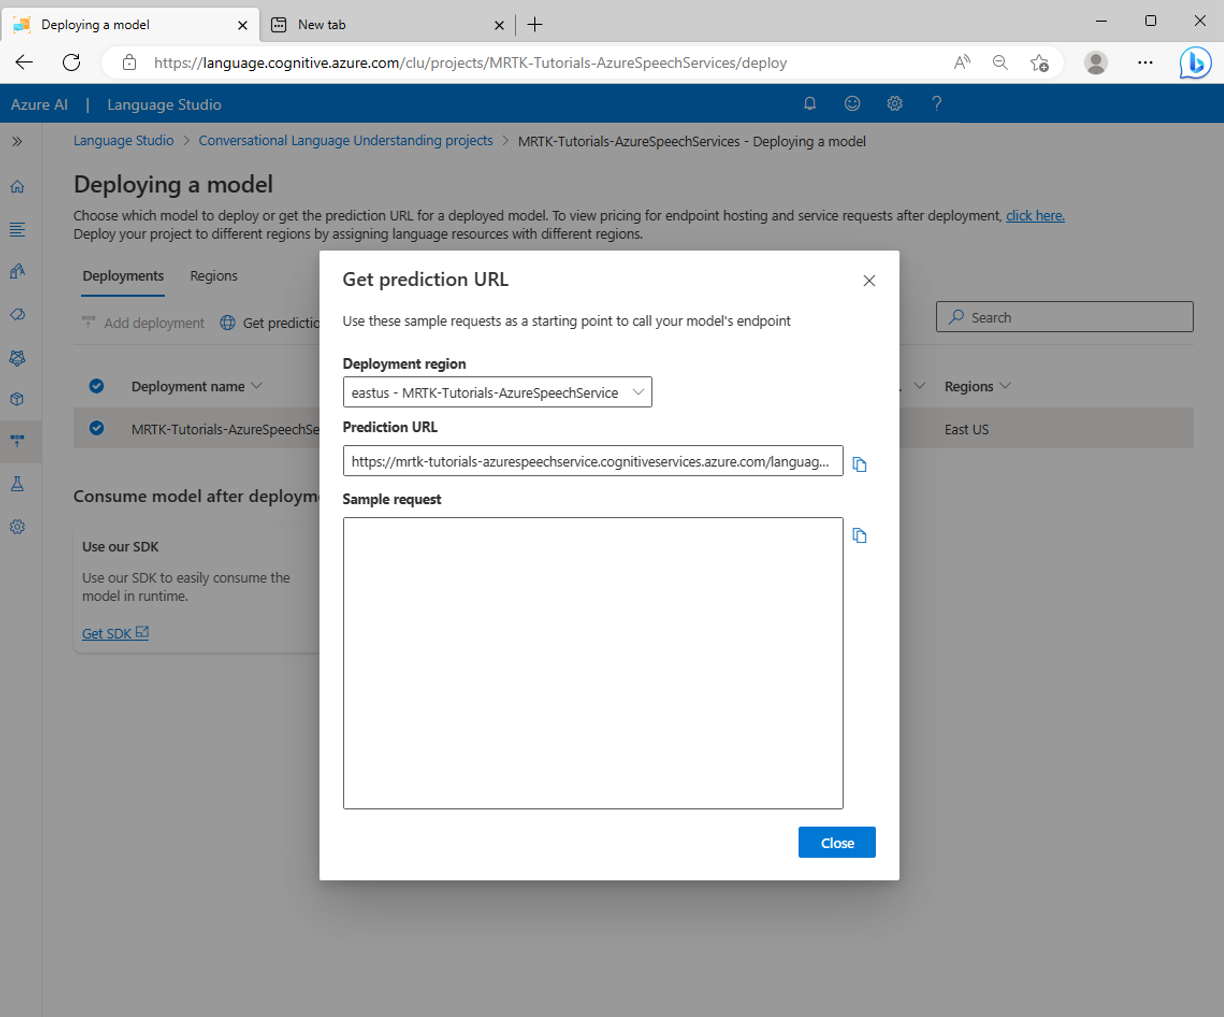 Deploying a model
New tab
https://language.cognitive.azure.com/clu/projects/MRTK-Tutorials-AzureSpeechServices/deploy
Azure AI | Language Studio
Language Studio > Conversational Language Understanding projects > MRTK-Tutorials-AzureSpeechServices - Deploying a model
Deploying a model
Choose which model to deploy or get the prediction URL for a deployed model. To view pricing for endpoint hosting and service requests after deployment, click here.
Deploy your project to different regions by assigning language resources with different regions.
Deployments Regions
Add deployment Get predictio
Search
Deployment name
Regions
MRTK-Tutorials-AzureSpeechSe
East US
Consume model after deploym
Use our SDK
Use our SDK to easily consume the
model in runtime.
Get SDK
Get prediction URL
Use these sample requests as a starting point to call your model's endpoint
Deployment region
eastus - MRTK-Tutorials-AzureSpeechService
Prediction URL
https://mrtk-tutorials-azurespeechservice.cognitiveservices.azure.com/languag...
Sample request
Close